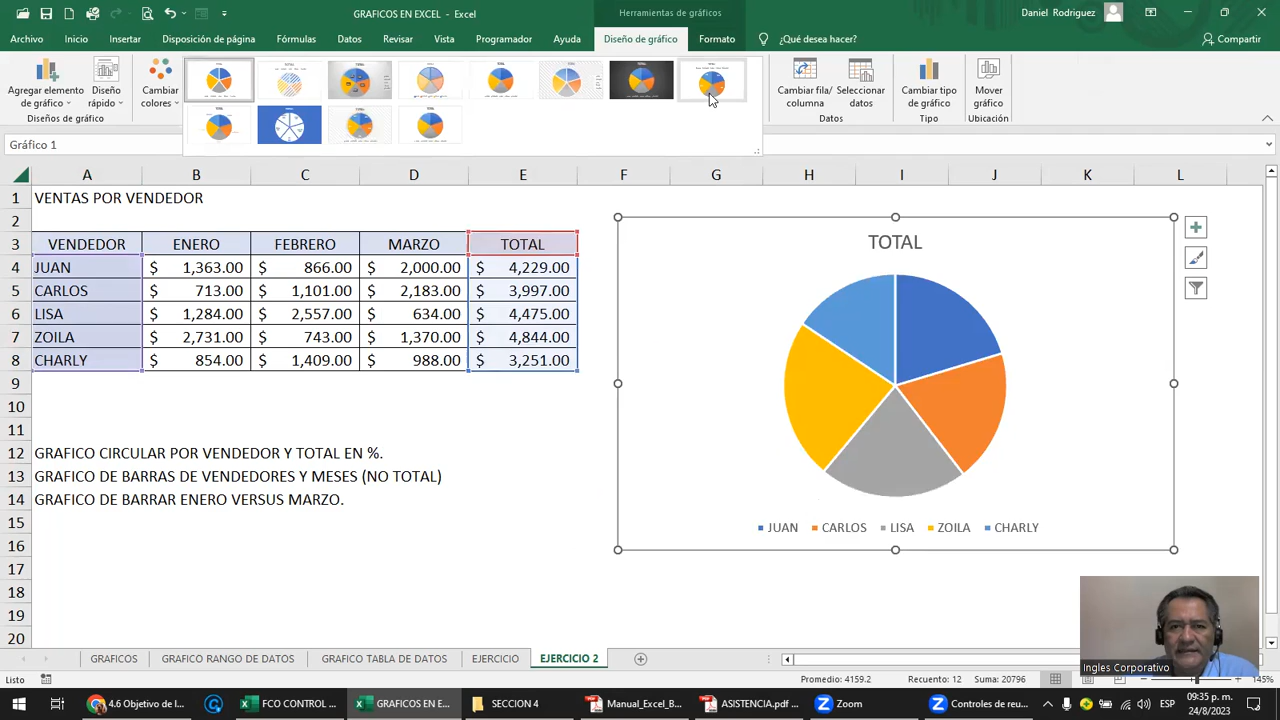 GRAFICOS EN EXCEL - Excel
Herramientas de gráficos
Daniel Rodriguez
Archivo Inicio Insertar Disposición de página Fórmulas Datos Revisar Vista Programador Ayuda Diseño de gráfico Formato ¿Qué desea hacer? Compartir
Agregar elemento de gráfico
Diseño rápido
Cambiar colores
Cambiar fila/columna
Seleccionar datos
Cambiar tipo de gráfico
Mover gráfico
Diseños de gráfico
Datos
Tipo
Ubicación
Gráfico 1
A B C D E F G H I J K L
1 VENTAS POR VENDEDOR
2
3 VENDEDOR ENERO FEBRERO MARZO TOTAL
4 JUAN $ 1,363.00 $ 866.00 $ 2,000.00 $ 4,229.00
5 CARLOS $ 713.00 $ 1,101.00 $ 2,183.00 $ 3,997.00
6 LISA $ 1,284.00 $ 2,557.00 $ 634.00 $ 4,475.00
7 ZOILA $ 2,731.00 $ 743.00 $ 1,370.00 $ 4,844.00
8 CHARLY $ 854.00 $ 1,409.00 $ 988.00 $ 3,251.00
9
10
11
12 GRAFICO CIRCULAR POR VENDEDOR Y TOTAL EN %.
13 GRAFICO DE BARRAS DE VENDEDORES Y MESES (NO TOTAL)
14 GRAFICO DE BARRAR ENERO VERSUS MARZO.
15
16
17
18
19
20
TOTAL
JUAN CARLOS LISA ZOILA CHARLY
Ingles Corporativo
GRAFICOS GRAFICO RANGO DE DATOS GRAFICO TABLA DE DATOS EJERCICIO EJERCICIO 2
Listo
Promedio: 4159.2 Recuento: 12 Suma: 20796
145%
4.6 Objetivo de l... FCO CONTROL ... GRAFICOS EN E... SECCION 4 Manual_Excel_B... ASISTENCIA.pdf ... Zoom Controles de reu... ESP
09:35 p. m.
24/8/2023